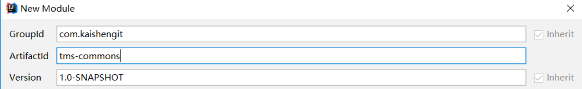 New Module
GroupId com.kaishengit Inherit
ArtifactId tms-commons
Version 1.0-SNAPSHOT Inherit